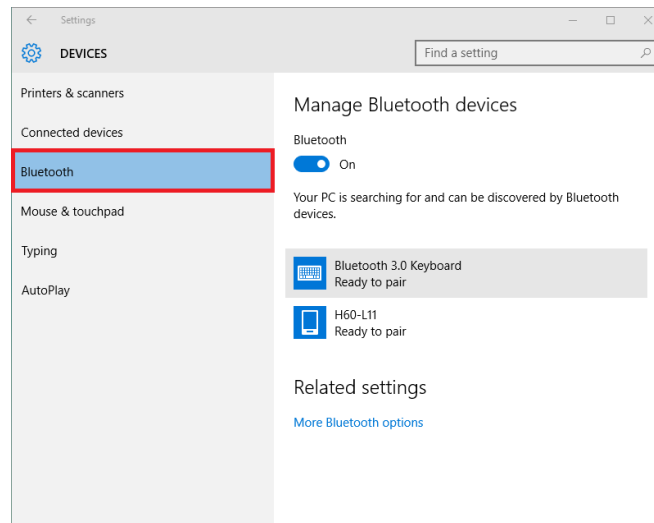 Settings
DEVICES
Find a setting
Printers & scanners
Connected devices
Bluetooth
Mouse & touchpad
Typing
AutoPlay
Manage Bluetooth devices
Bluetooth
On
Your PC is searching for and can be discovered by Bluetooth
devices.
Bluetooth 3.0 Keyboard
Ready to pair
H60-L11
Ready to pair
Related settings
More Bluetooth options